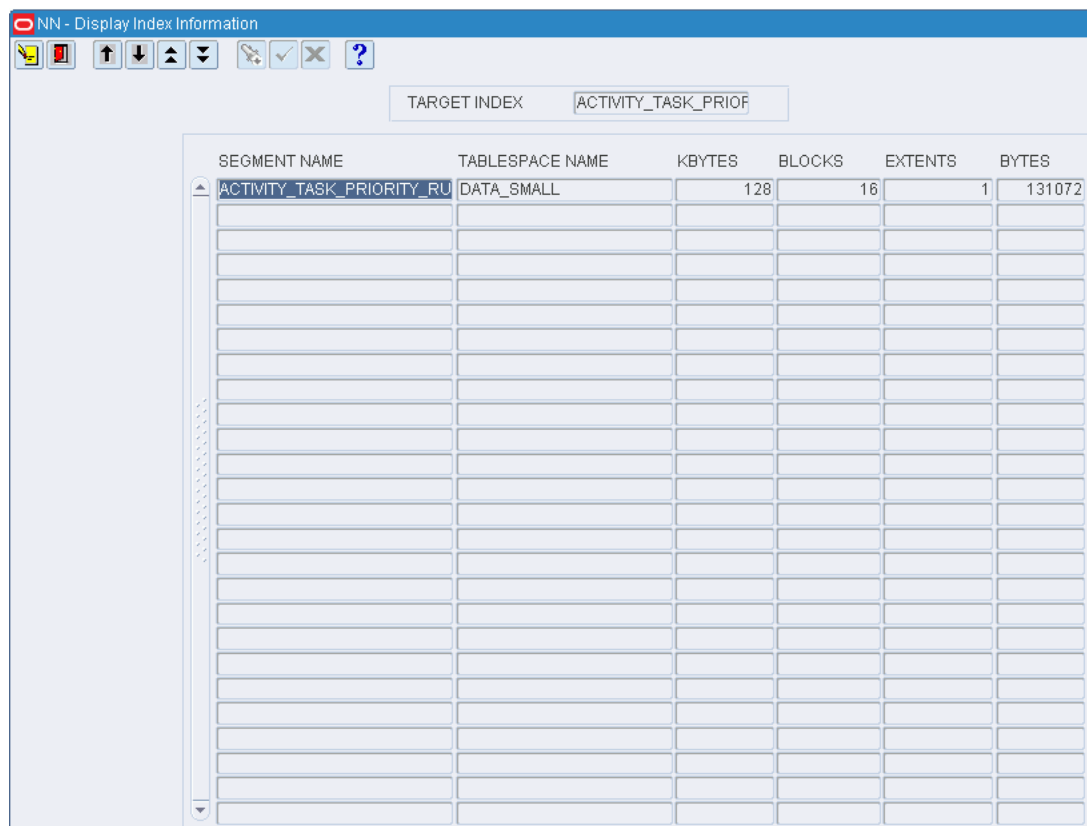 NN - Display Index Information
?
TARGET INDEX ACTIVITY_TASK_PRIOR
SEGMENT NAME TABLESPACE NAME KBYTES BLOCKS EXTENTS BYTES
ACTIVITY_TASK_PRIORITY_RU DATA_SMALL 128 16 1 131072